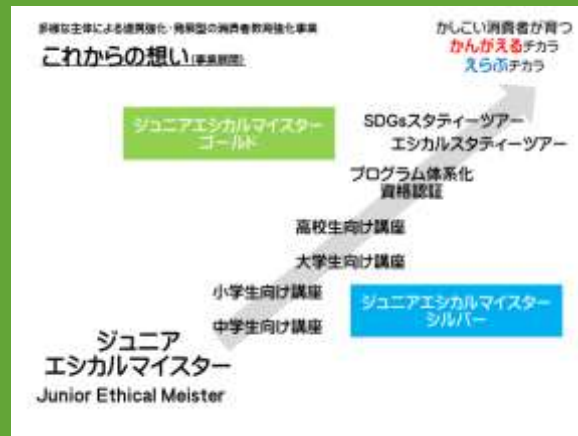 多様な主体による連携強化・発展型の消費者教育強化事業
これからの想い(事業展開)
かしこい消費者が育つ
かんがえるチカラ
えらぶチカラ
ジュニアエシカルマイスター
ゴールド
SDGsスタティーツアー
エシカルスタティーツアー
プログラム体系化
資格認証
高校生向け講座
大学生向け講座
小学生向け講座
中学生向け講座
ジュニアエシカルマイスター
シルバー
ジュニア
エシカルマイスター
Junior Ethical Meister